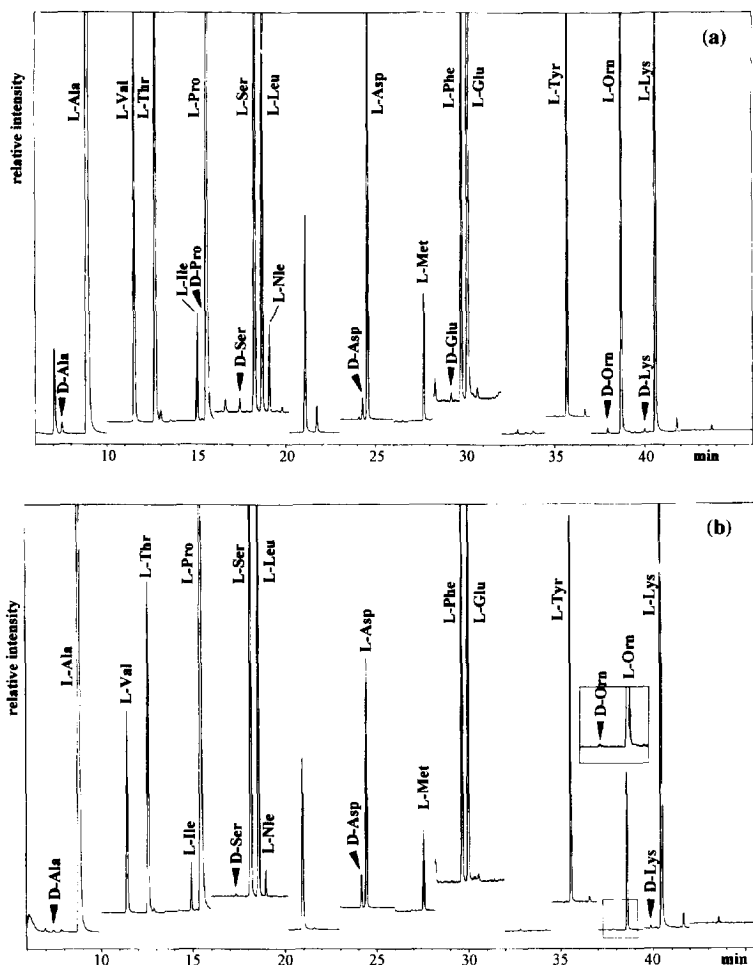 (a)
relative intensity
L-Ala
D-Ala
L-Val
L-Thr
L-Ile
D-Pro
L-Pro
D-Ser
L-Ser
L-Leu
L-Nle
D-Asp
L-Asp
L-Met
D-Glu
L-Phe
L-Glu
L-Tyr
D-Orn
L-Orn
D-Lys
L-Lys
10 15 20 25 30 35 40 min
(b)
relative intensity
D-Ala
L-Ala
L-Val
L-Thr
L-Ile
L-Pro
D-Ser
L-Ser
L-Leu
L-Nle
D-Asp
L-Asp
L-Met
L-Phe
L-Glu
L-Tyr
D-Orn
L-Orn
D-Lys
L-Lys
10 15 20 25 30 35 40 min